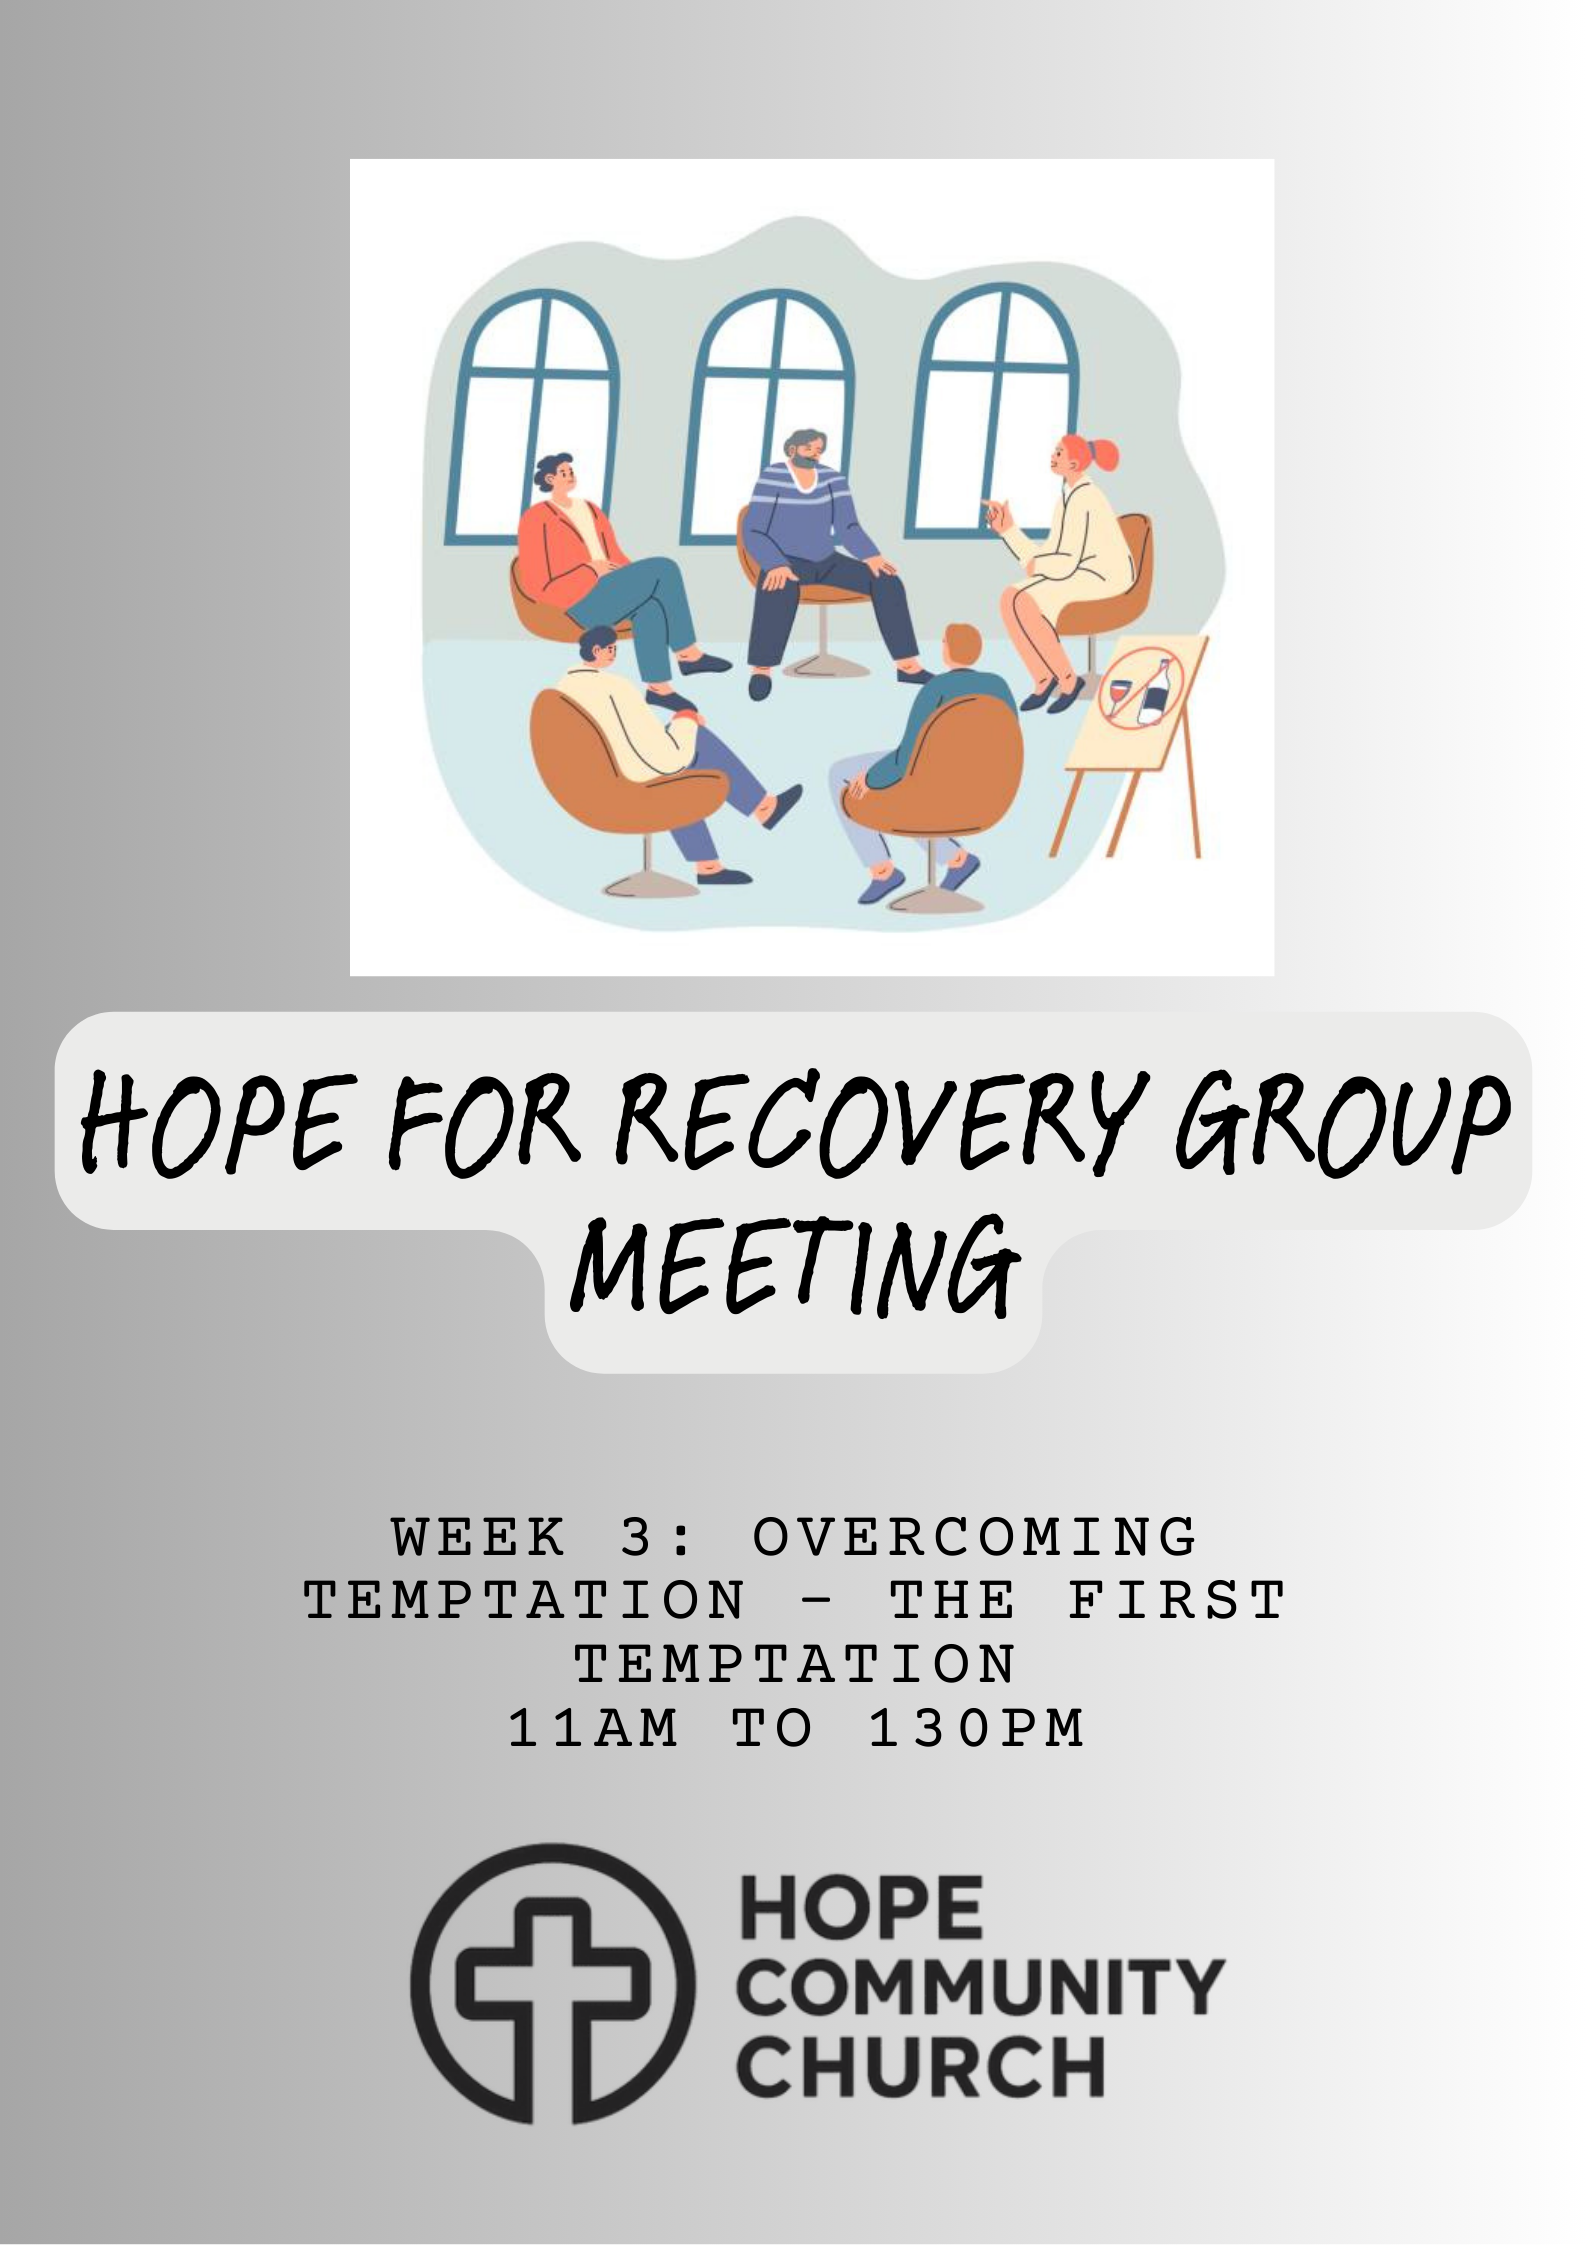 HOPE FOR RECOVERY GROUP
MEETING
WEEK 3: OVERCOMING
TEMPTATION - THE FIRST
TEMPTATION
11AM TO 130PM
HOPE
COMMUNITY
CHURCH